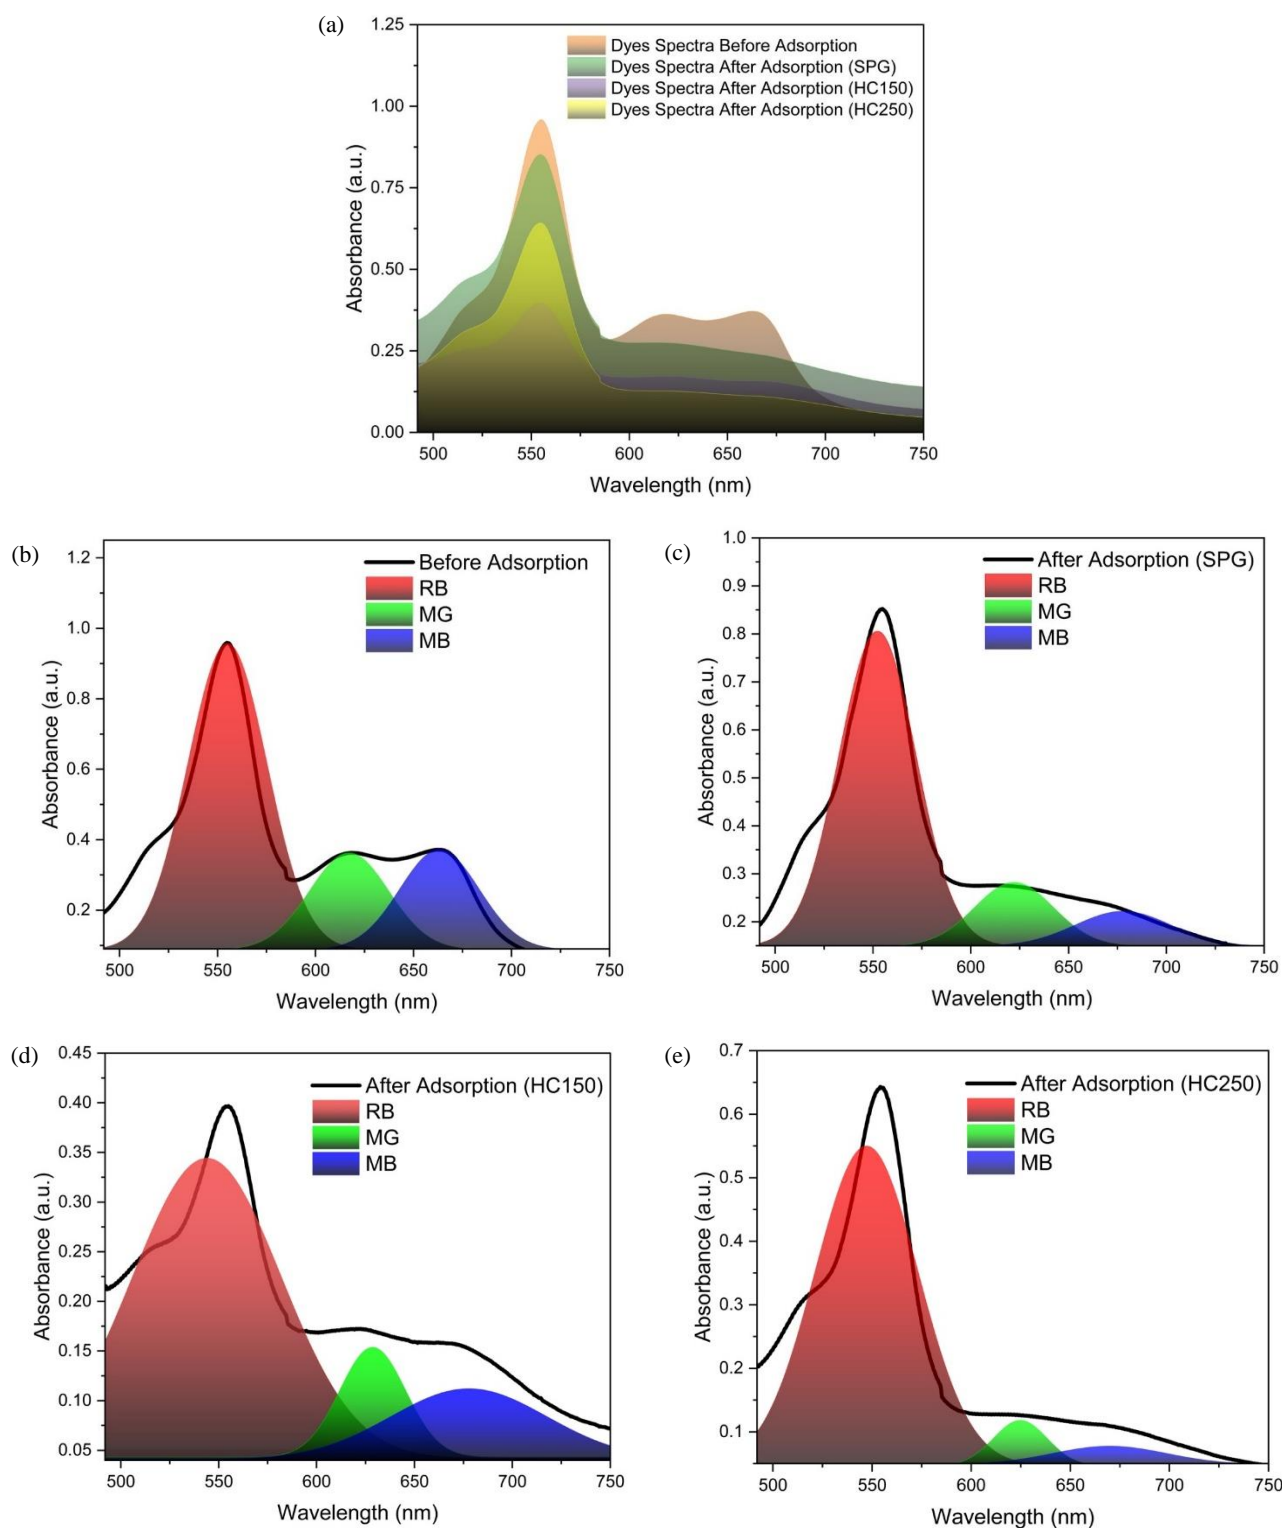 (a)
1.25
1.00
0.75
0.50
0.25
0.00
Absorbance (a.u.)
Dyes Spectra Before Adsorption
Dyes Spectra After Adsorption (SPG)
Dyes Spectra After Adsorption (HC150)
Dyes Spectra After Adsorption (HC250)
500 550 600 650 700 750
Wavelength (nm)
(b)
1.2
1.0
0.8
0.6
0.4
0.2
Absorbance (a.u.)
Before Adsorption
RB
MG
MB
500 550 600 650 700 750
Wavelength (nm)
(c)
1.0
0.9
0.8
0.7
0.6
0.5
0.4
0.3
0.2
Absorbance (a.u.)
After Adsorption (SPG)
RB
MG
MB
500 550 600 650 700 750
Wavelength (nm)
(d)
0.45
0.40
0.35
0.30
0.25
0.20
0.15
0.10
0.05
Absorbance (a.u.)
After Adsorption (HC150)
RB
MG
MB
500 550 600 650 700 750
Wavelength (nm)
(e)
0.7
0.6
0.5
0.4
0.3
0.2
0.1
Absorbance (a.u.)
After Adsorption (HC250)
RB
MG
MB
500 550 600 650 700 750
Wavelength (nm)